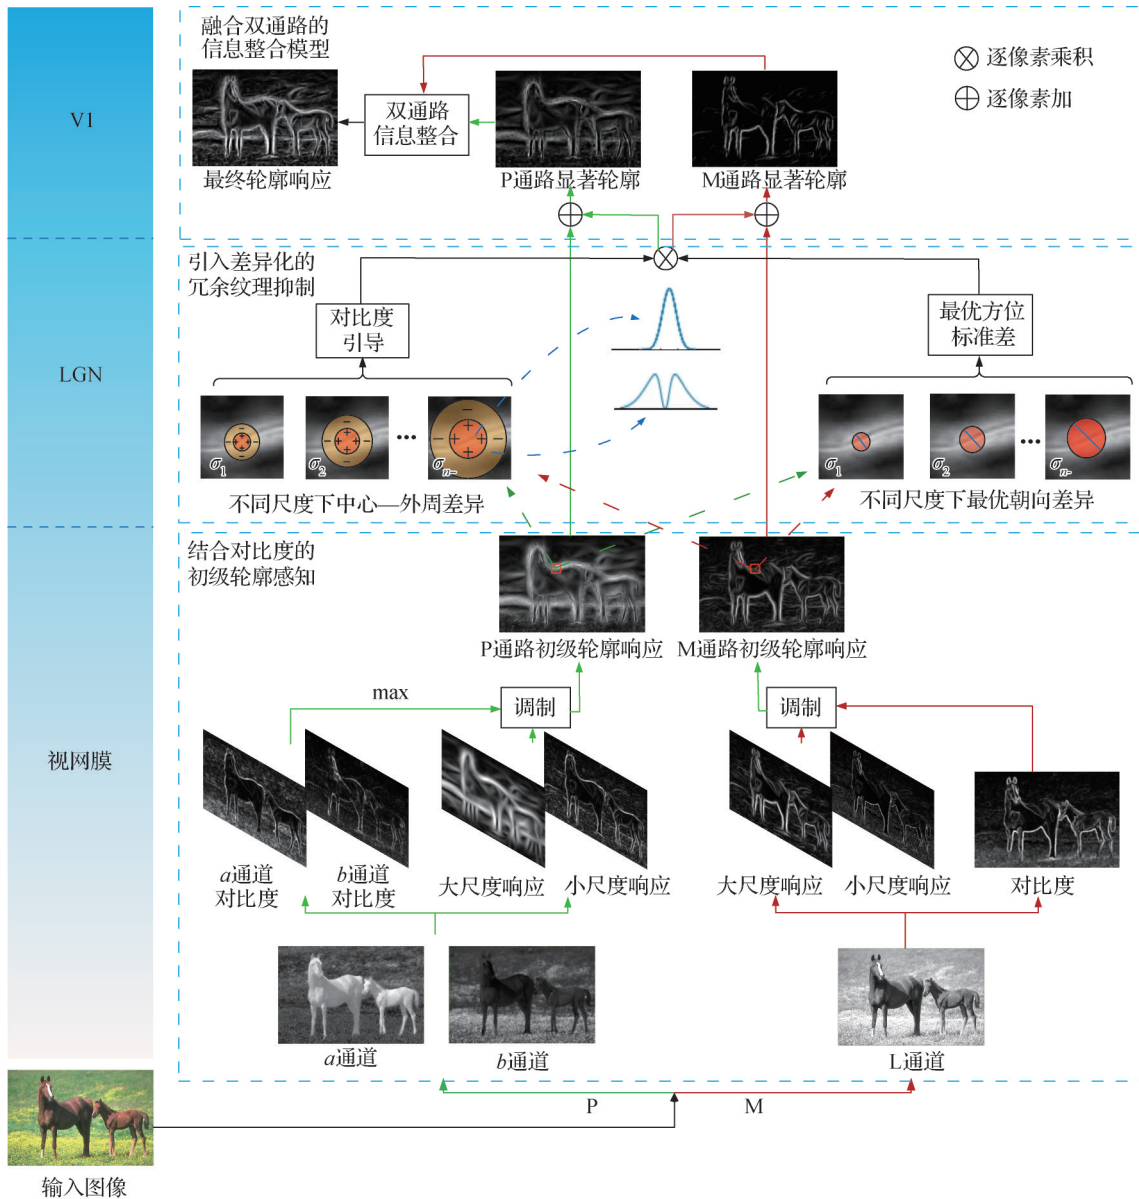 融合双通路的
信息整合模型
逐像素乘积
逐像素加
V1
双通路
信息整合
最终轮廓响应
P通路显著轮廓
M通路显著轮廓
引入差异化的
冗余纹理抑制
对比度
引导
最优方位
标准差
LGN
σ1
σ2
...
σn-
σ1
σ2
...
σn-
不同尺度下中心—外周差异
不同尺度下最优朝向差异
结合对比度的
初级轮廓感知
P通路初级轮廓响应
M通路初级轮廓响应
max
调制
调制
视网膜
a通道
对比度
b通道
对比度
大尺度响应
小尺度响应
大尺度响应
小尺度响应
对比度
a通道
b通道
L通道
P
M
输入图像